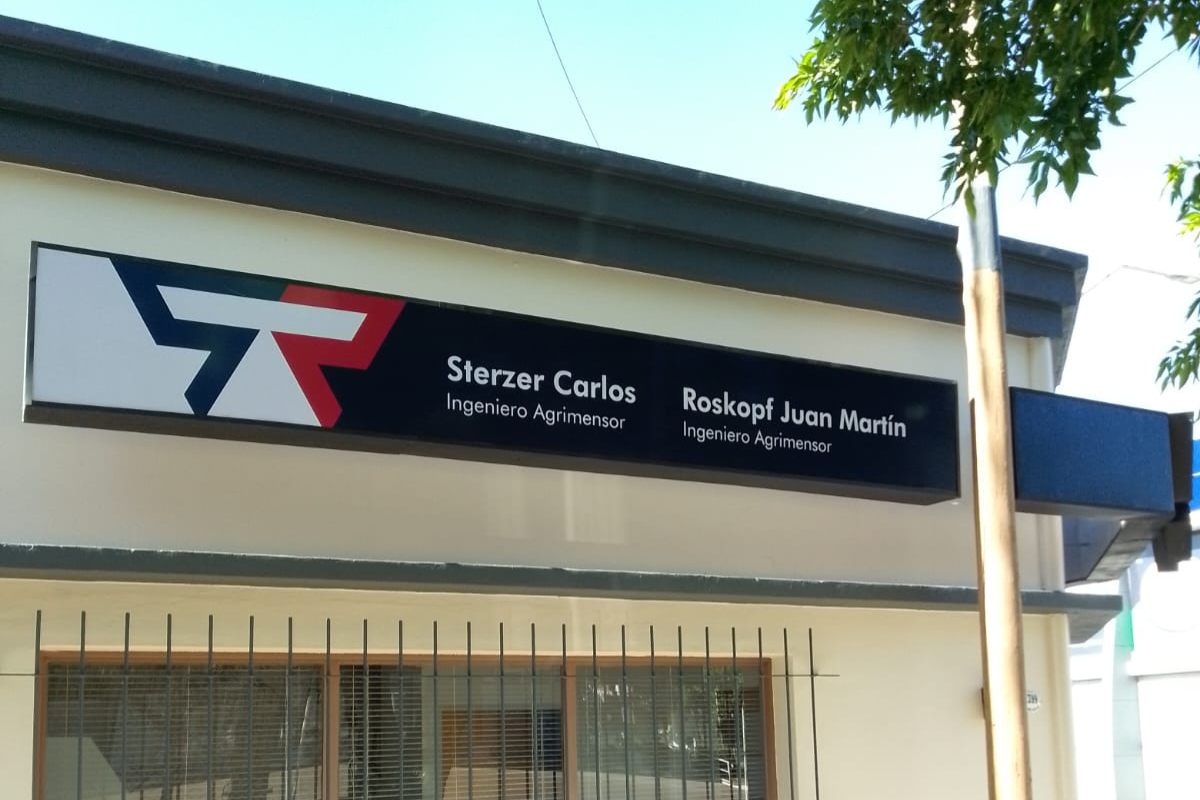 Sterzer Carlos
Ingeniero Agrimensor
Roskopf Juan Martín
Ingeniero Agrimensor